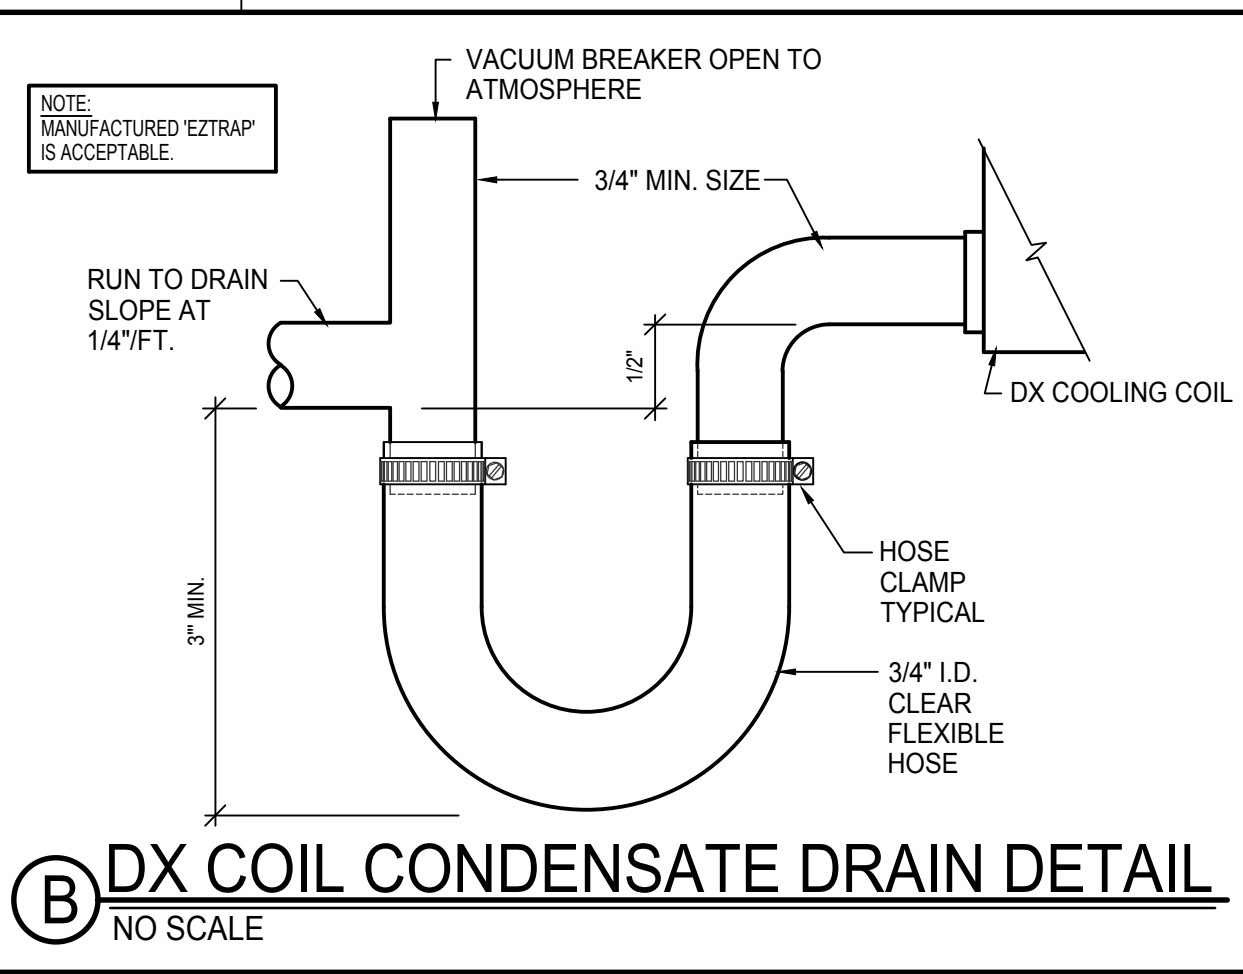 VACUUM BREAKER OPEN TO
ATMOSPHERE
NOTE:
MANUFACTURED 'EZTRAP'
IS ACCEPTABLE.
3/4" MIN. SIZE
RUN TO DRAIN
SLOPE AT
1/4"/FT.
1/2"
DX COOLING COIL
HOSE
CLAMP
TYPICAL
3'" MIN.
3/4" I.D.
CLEAR
FLEXIBLE
HOSE
B
DX COIL CONDENSATE DRAIN DETAIL
NO SCALE